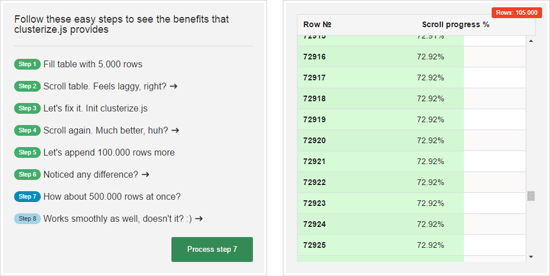 Follow these easy steps to see the benefits that
clusterize.js provides
Step 1 Fill table with 5.000 rows
Step 2 Scroll table. Feels laggy, right? →
Step 3 Let's fix it. Init clusterize.js
Step 4 Scroll again. Much better, huh? →
Step 5 Let's append 100.000 rows more
Step 6 Noticed any difference? →
Step 7 How about 500.000 rows at once?
Step 8 Works smoothly as well, doesn't it? :) →
Process step 7
Rows: 105.000
Row № Scroll progress %
72915 72.91%
72916 72.92%
72917 72.92%
72918 72.92%
72919 72.92%
72920 72.92%
72921 72.92%
72922 72.92%
72923 72.92%
72924 72.92%
72925 72.92%